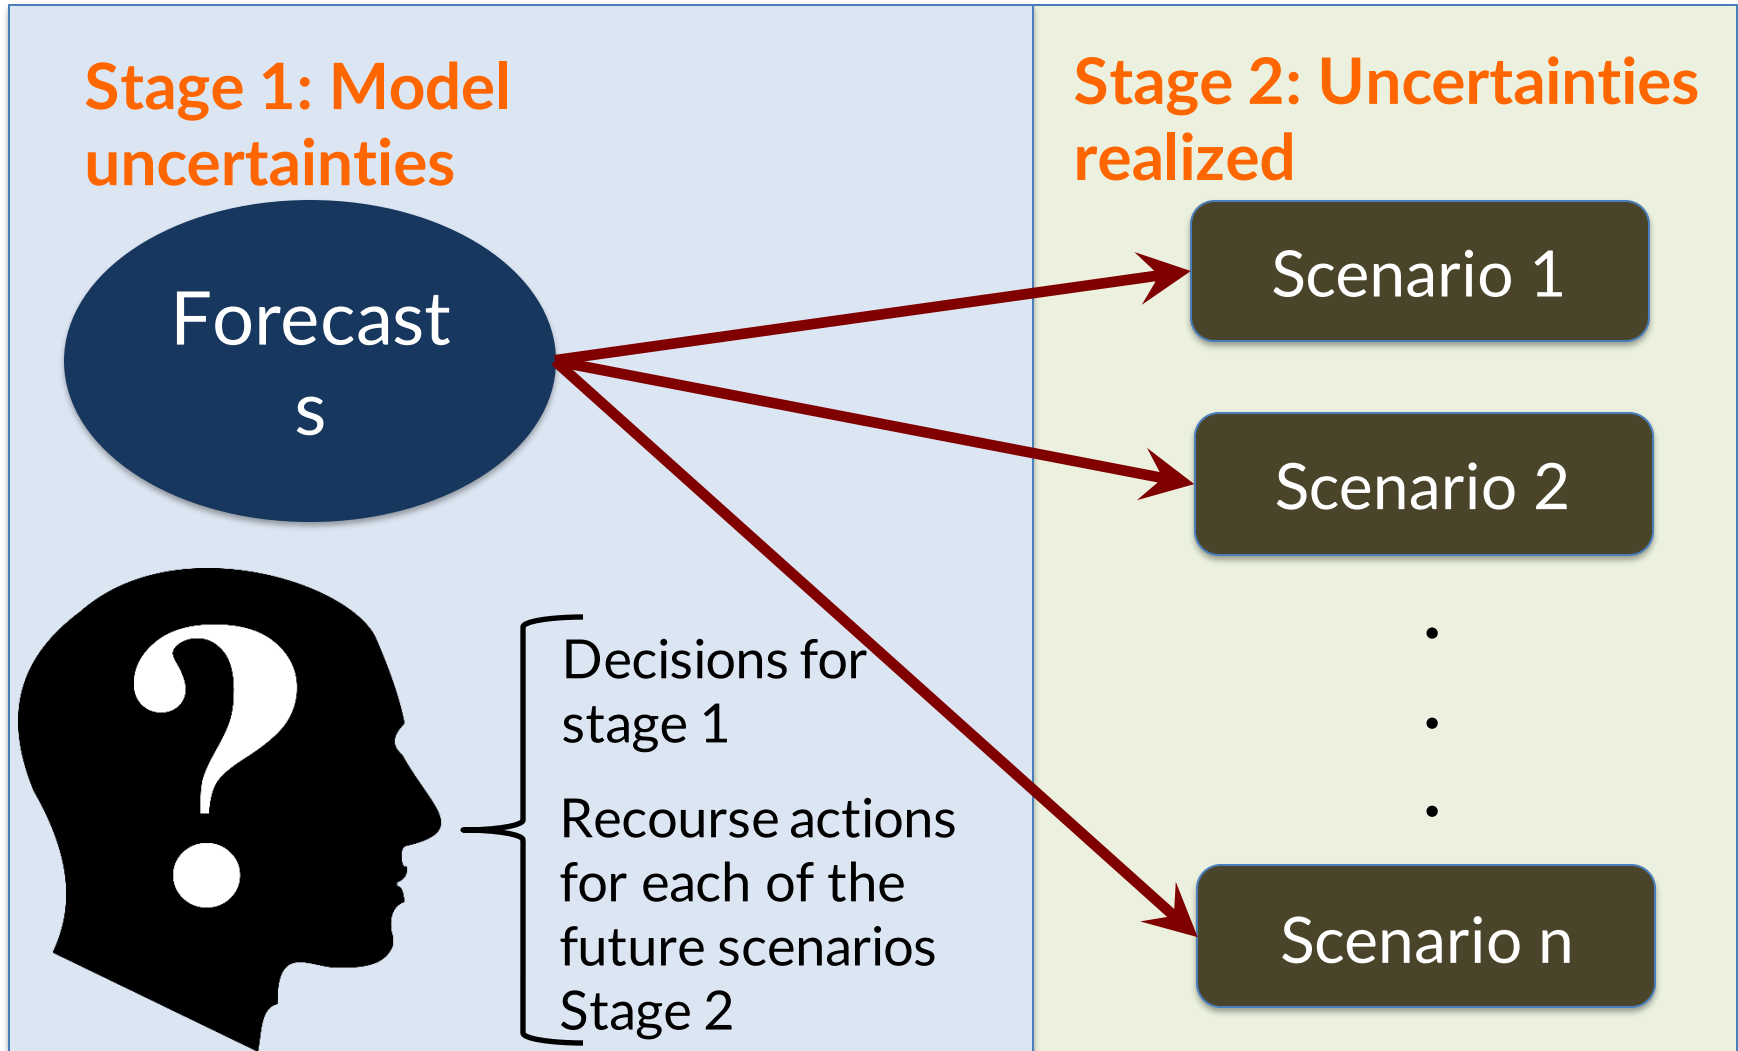 Stage 1: Model
uncertainties
Forecast
s
?
Decisions for
stage 1
Recourse actions
for each of the
future scenarios
Stage 2
Stage 2: Uncertainties
realized
Scenario 1
Scenario 2
.
.
.
Scenario n